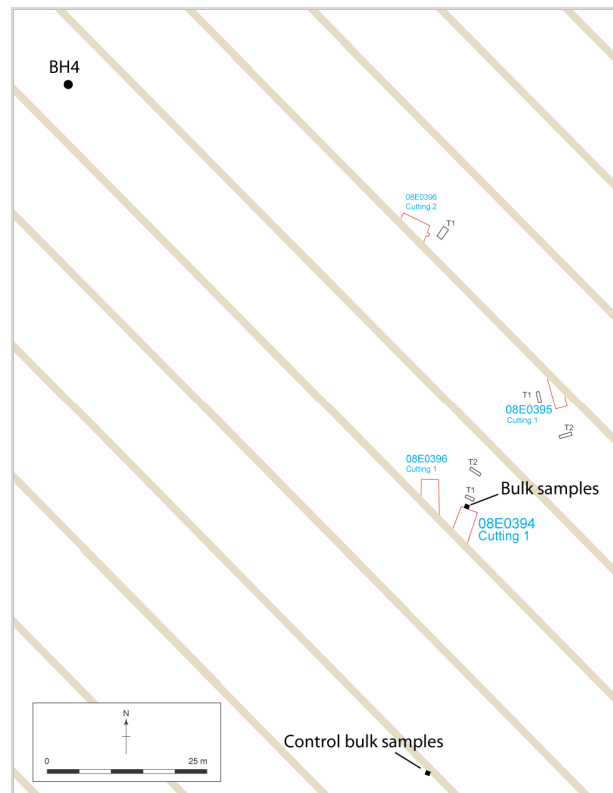 BH4
08E0396
Cutting 2
T1
T1
08E0395
Cutting 1
T2
08E0396
Cutting 1
T2
T1
Bulk samples
08E0394
Cutting 1
N
0
25 m
Control bulk samples